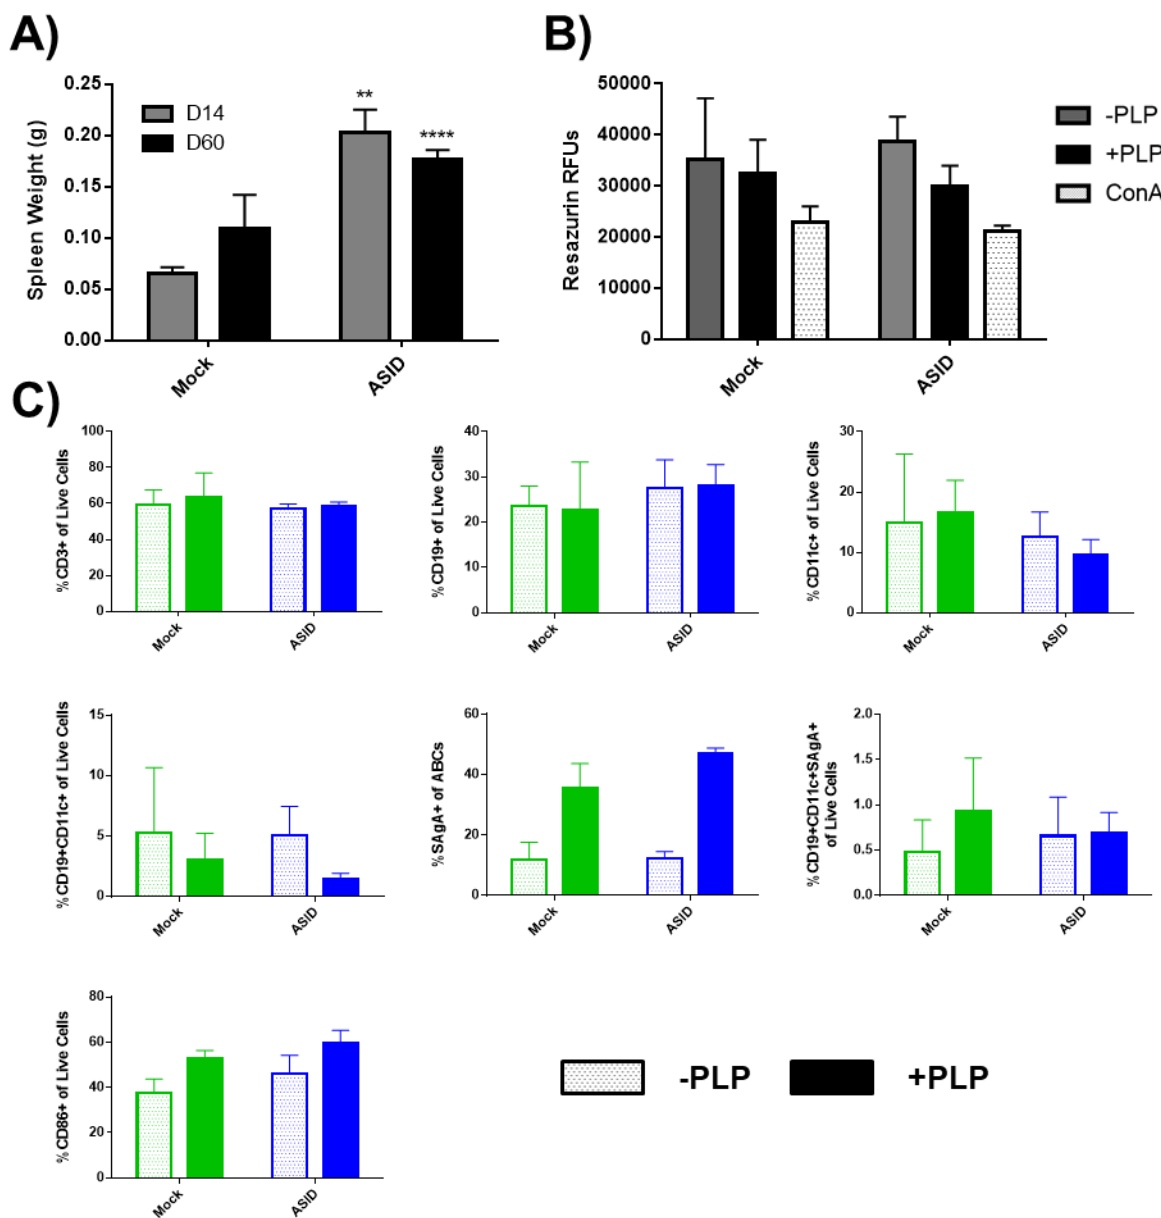 A)
Spleen Weight (g)
0.25
0.20
0.15
0.10
0.05
0.00
D14
D60
**
****
Mock
ASID
B)
Resazurin RFUs
50000
40000
30000
20000
10000
0
Mock
ASID
-PLP
+PLP
ConA
C)
%CD3+ of Live Cells
100
80
60
40
20
0
Mock
ASID
%CD19+ of Live Cells
40
30
20
10
0
Mock
ASID
%CD11c+ of Live Cells
30
20
10
0
Mock
ASID
%CD19+CD11c+ of Live Cells
15
10
5
0
Mock
ASID
%SAgA+ of ABCs
60
40
20
0
Mock
ASID
%CD19+CD11c+SAgA+
of Live Cells
2.0
1.5
1.0
0.5
0.0
Mock
ASID
%CD86+ of Live Cells
80
60
40
20
0
Mock
ASID
-PLP
+PLP